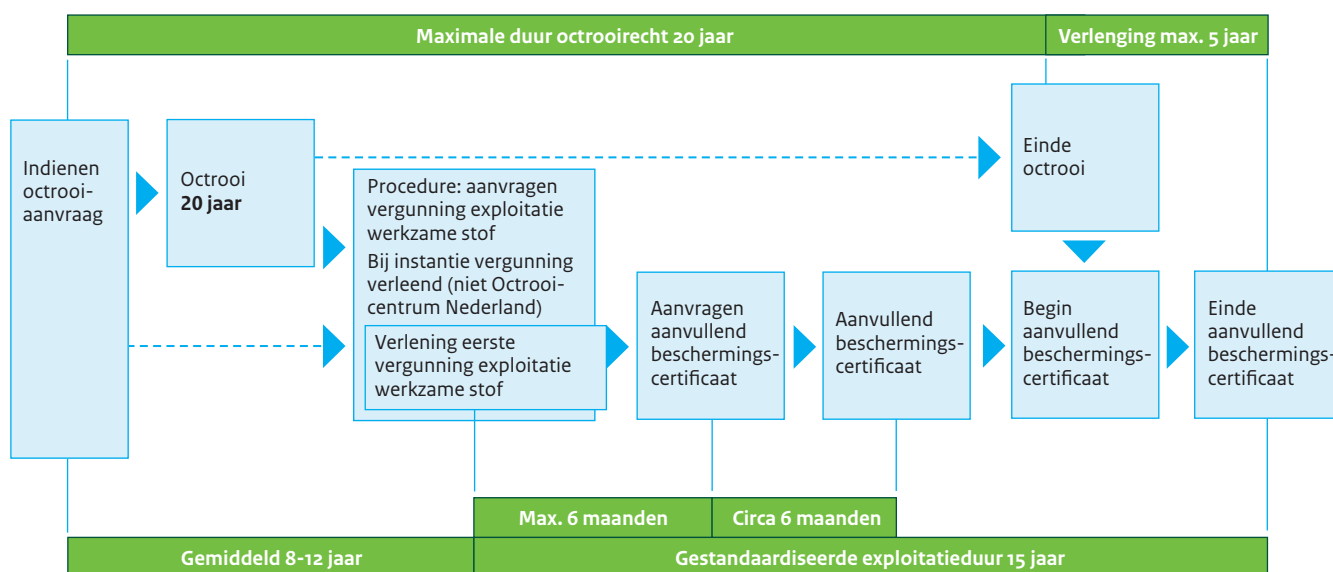 Maximale duur octrooirecht 20 jaar
Verlenging max. 5 jaar
Indienen
octrooi-
aanvraag
Octrooi
20 jaar
Procedure: aanvragen
vergunning exploitatie
werkzame stof
Bij instantie vergunning
verleend (niet Octrooi-
centrum Nederland)
Verlening eerste
vergunning exploitatie
werkzame stof
Aanvragen
aanvullend
beschermings-
certificaat
Aanvullend
beschermings-
certificaat
Einde
octrooi
Begin
aanvullend
beschermings-
certificaat
Einde
aanvullend
beschermings-
certificaat
Max. 6 maanden
Circa 6 maanden
Gemiddeld 8-12 jaar
Gestandaardiseerde exploitatieduur 15 jaar